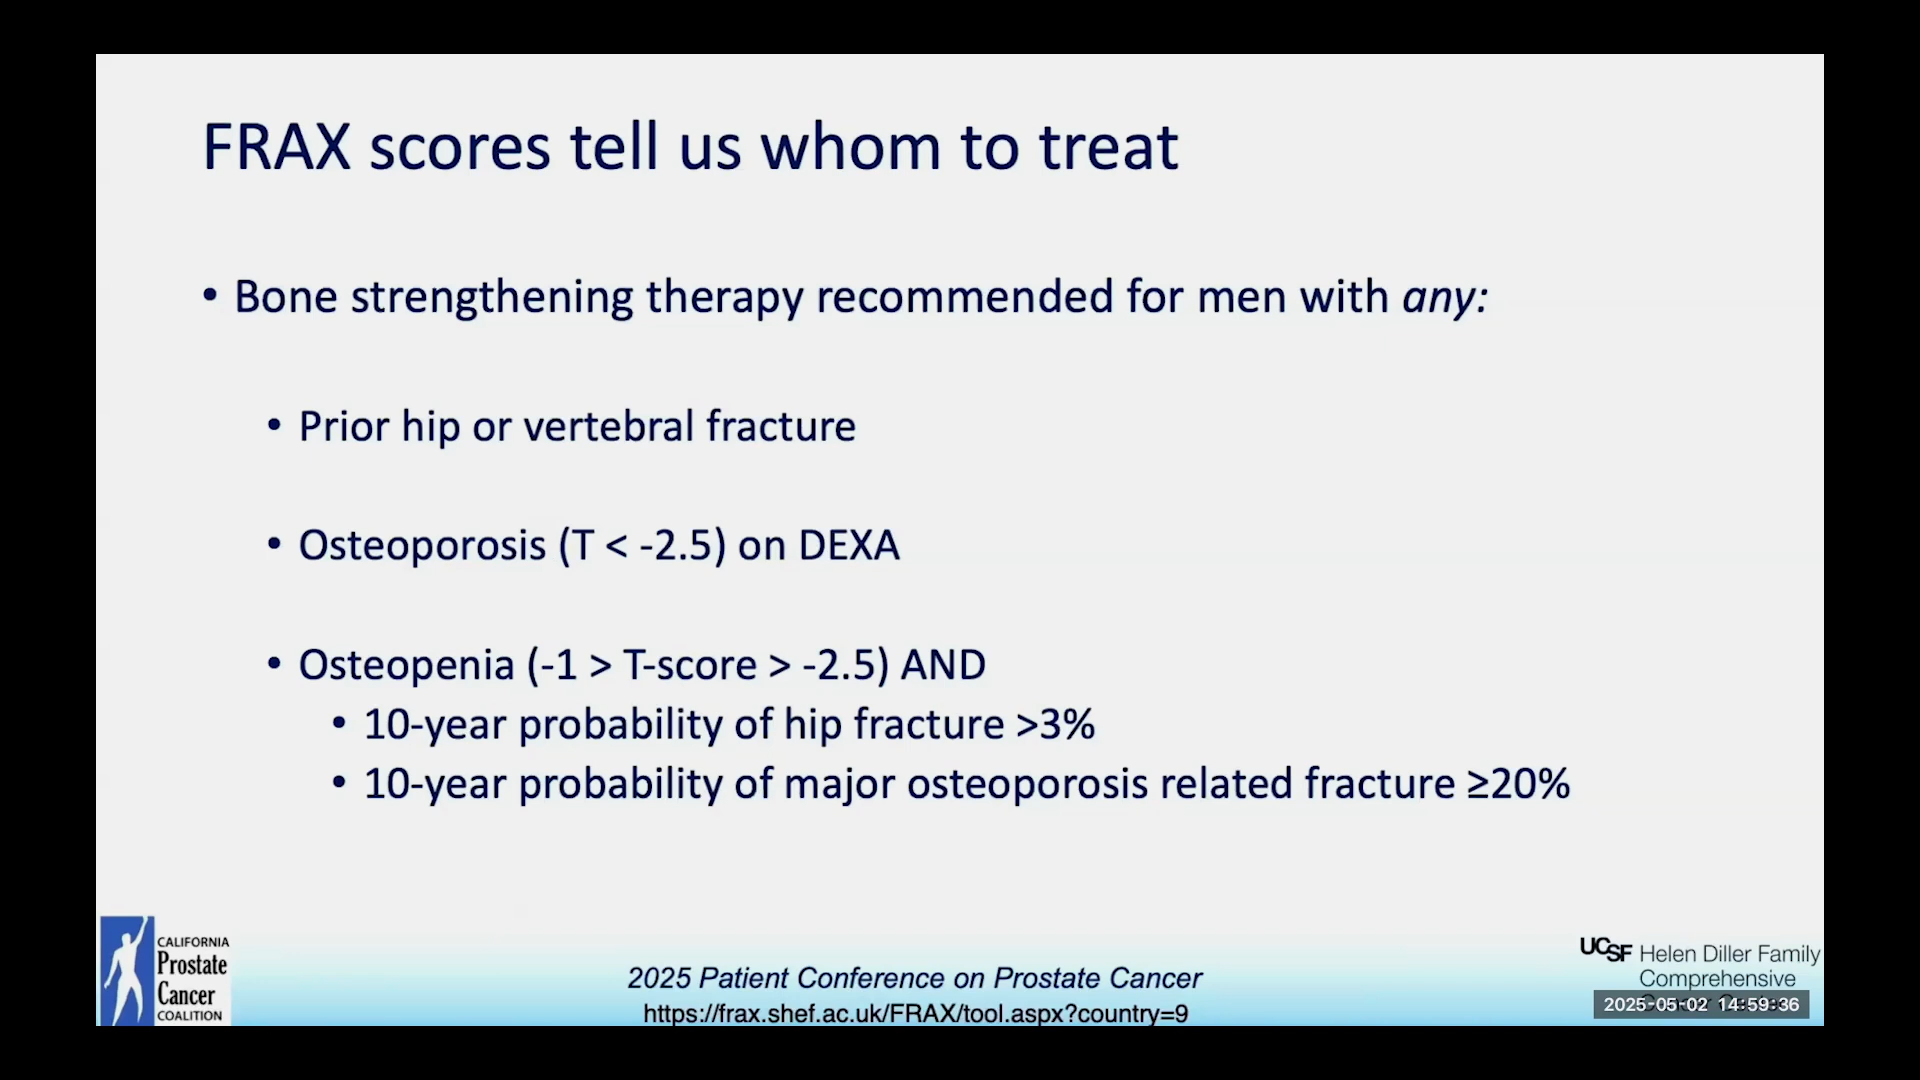 FRAX scores tell us whom to treat
• Bone strengthening therapy recommended for men with any:
• Prior hip or vertebral fracture
• Osteoporosis (T < -2.5) on DEXA
• Osteopenia (-1 > T-score > -2.5) AND
• 10-year probability of hip fracture >3%
• 10-year probability of major osteoporosis related fracture ≥20%
CALIFORNIA
Prostate
Cancer
COALITION
2025 Patient Conference on Prostate Cancer
https://frax.shef.ac.uk/FRAX/tool.aspx?country=9
UCSF Helen Diller Family
Comprehensive
2025-05-02 14:59:36